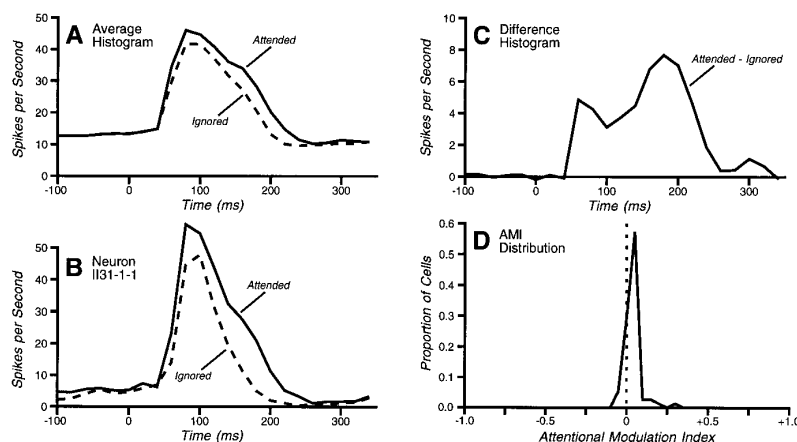 A Average
Histogram
Spikes per Second
50
40
30
20
10
0
Attended
Ignored
-100 0 100 200 300
Time (ms)
B Neuron
II31-1-1
Spikes per Second
50
40
30
20
10
0
Attended
Ignored
-100 0 100 200 300
Time (ms)
C Difference
Histogram
Spikes per Second
10
8
6
4
2
0
Attended - Ignored
-100 0 100 200 300
Time (ms)
D AMI
Distribution
Proportion of Cells
0.6
0.5
0.4
0.3
0.2
0.1
0.0
-1.0 -0.5 0 +0.5 +1.0
Attentional Modulation Index